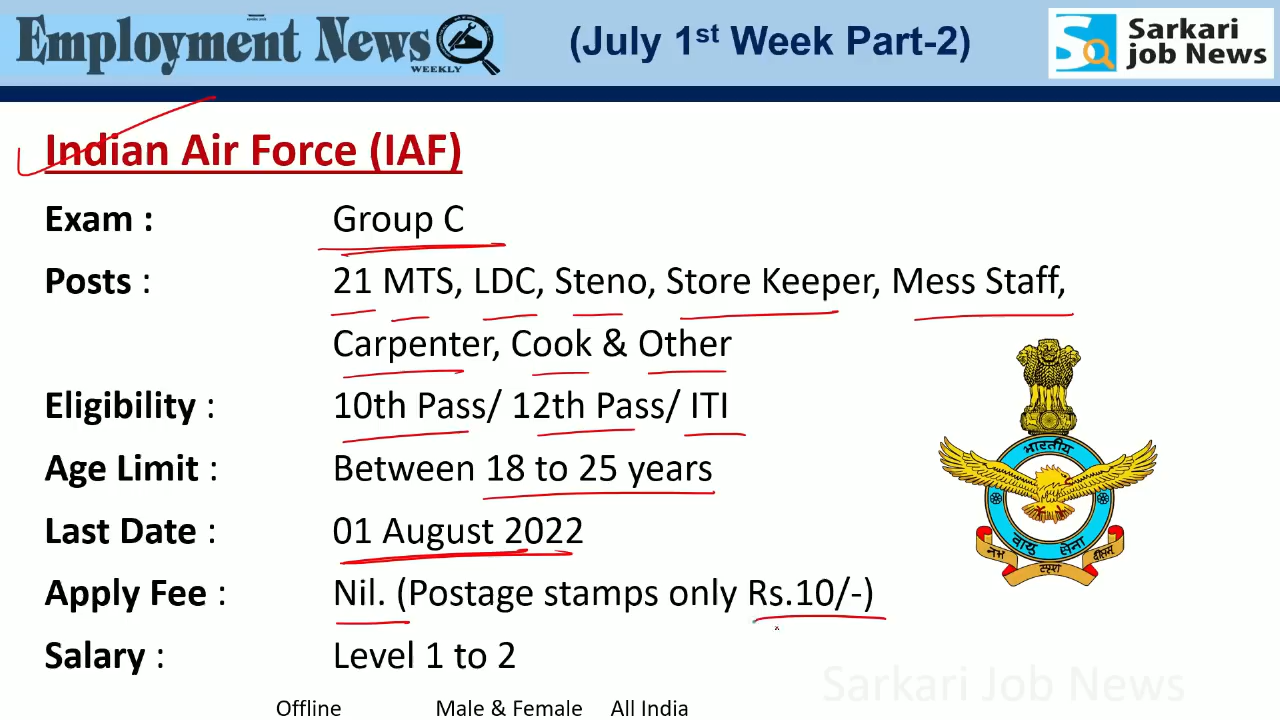 Employment News
WEEKLY
(July 1st Week Part-2)
Sarkari
job News
Indian Air Force (IAF)
Exam : Group C
Posts : 21 MTS, LDC, Steno, Store Keeper, Mess Staff,
Carpenter, Cook & Other
Eligibility : 10th Pass/ 12th Pass/ ITI
Age Limit : Between 18 to 25 years
Last Date : 01 August 2022
Apply Fee : Nil. (Postage stamps only Rs.10/-)
Salary : Level 1 to 2
Offline Male & Female All India
भारतीय
वायु सेना
नभः स्पृशं दीप्तम्
Sarkari Job News